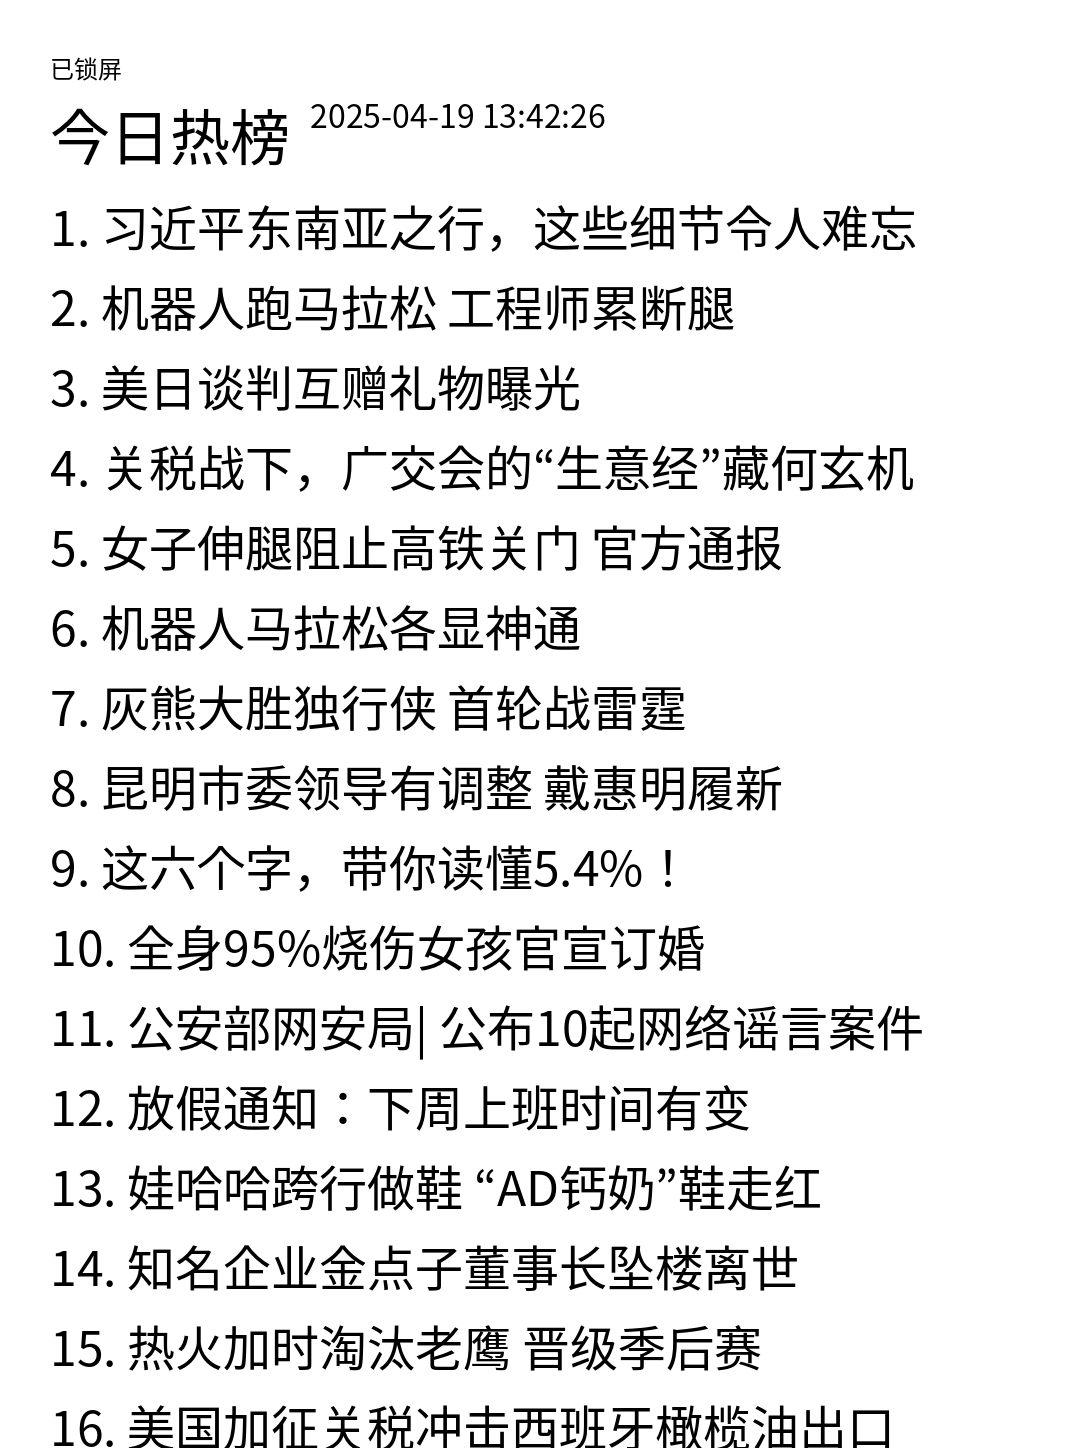 已锁屏
今日热榜 2025-04-19 13:42:26
1. 习近平东南亚之行，这些细节令人难忘
2. 机器人跑马拉松 工程师累断腿
3. 美日谈判互赠礼物曝光
4. 关税战下，广交会的“生意经”藏何玄机
5. 女子伸腿阻止高铁关门 官方通报
6. 机器人马拉松各显神通
7. 灰熊大胜独行侠 首轮战雷霆
8. 昆明市委领导有调整 戴惠明履新
9. 这六个字，带你读懂5.4%！
10. 全身95%烧伤女孩官宣订婚
11. 公安部网安局| 公布10起网络谣言案件
12. 放假通知：下周上班时间有变
13. 娃哈哈跨行做鞋 “AD钙奶”鞋走红
14. 知名企业金点子董事长坠楼离世
15. 热火加时淘汰老鹰 晋级季后赛
16. 美国加征关税冲击西班牙橄榄油出口